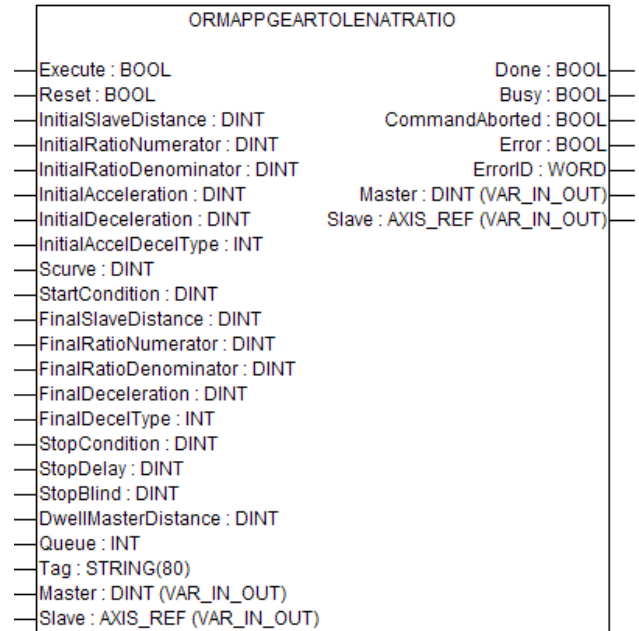 ORMAPPGEARTOLENATRATIO
Execute : BOOL Done : BOOL
Reset : BOOL Busy : BOOL
InitialSlaveDistance : DINT CommandAborted : BOOL
InitialRatioNumerator : DINT Error : BOOL
InitialRatioDenominator : DINT ErrorID : WORD
InitialAcceleration : DINT Master : DINT (VAR_IN_OUT)
InitialDeceleration : DINT Slave : AXIS_REF (VAR_IN_OUT)
InitialAccelDecelType : INT
Scurve : DINT
StartCondition : DINT
FinalSlaveDistance : DINT
FinalRatioNumerator : DINT
FinalRatioDenominator : DINT
FinalDeceleration : DINT
FinalDecelType : INT
StopCondition : DINT
StopDelay : DINT
StopBlind : DINT
DwellMasterDistance : DINT
Queue : INT
Tag : STRING(80)
Master : DINT (VAR_IN_OUT)
Slave : AXIS_REF (VAR_IN_OUT)